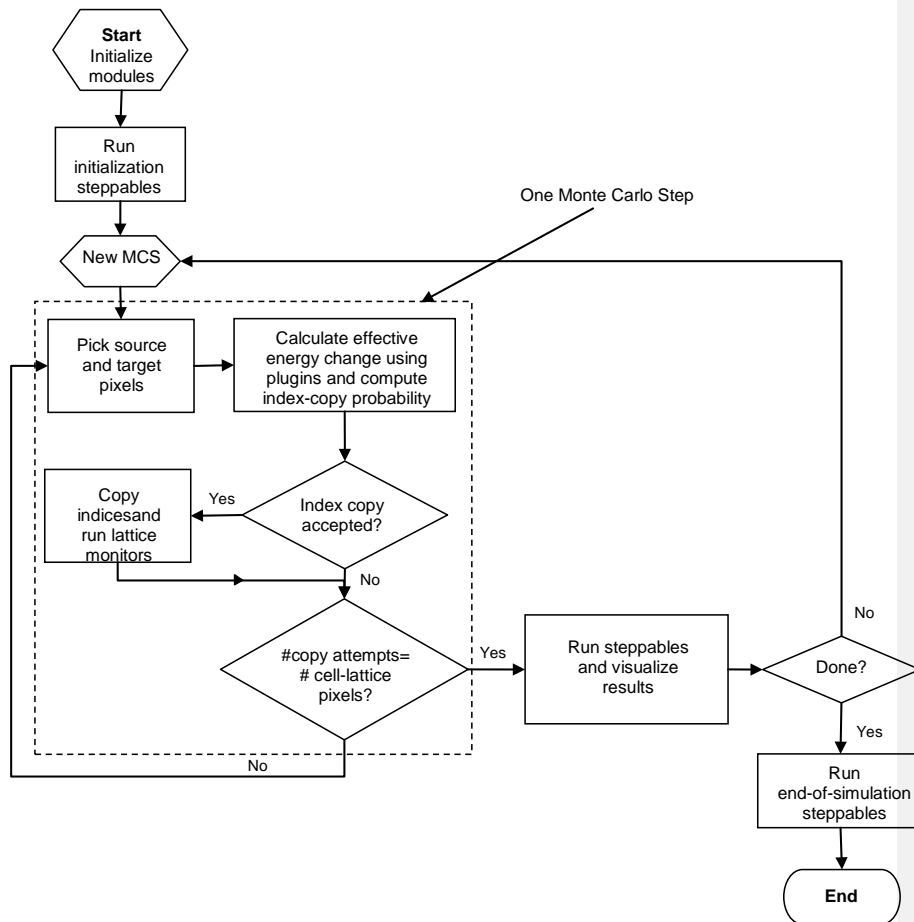 Start
Initialize
modules
Run
initialization
steppables
One Monte Carlo Step
New MCS
Pick source
and target
pixels
Calculate effective
energy change using
plugins and compute
index-copy probability
Copy
indicesand
run lattice
monitors
Yes
Index copy
accepted?
No
#copy attempts=
# cell-lattice
pixels?
Yes
No
Run steppables
and visualize
results
No
Done?
Yes
Run
end-of-simulation
steppables
End